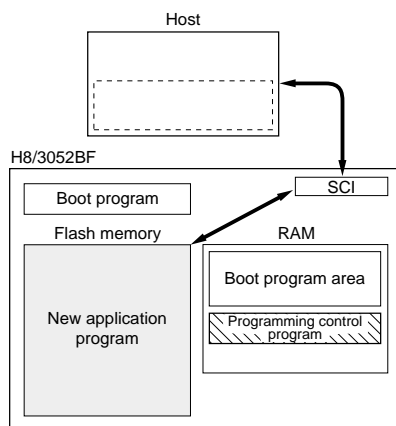 Host
H8/3052BF
SCI
Boot program
Flash memory
RAM
Boot program area
New application
program
Programming control
program